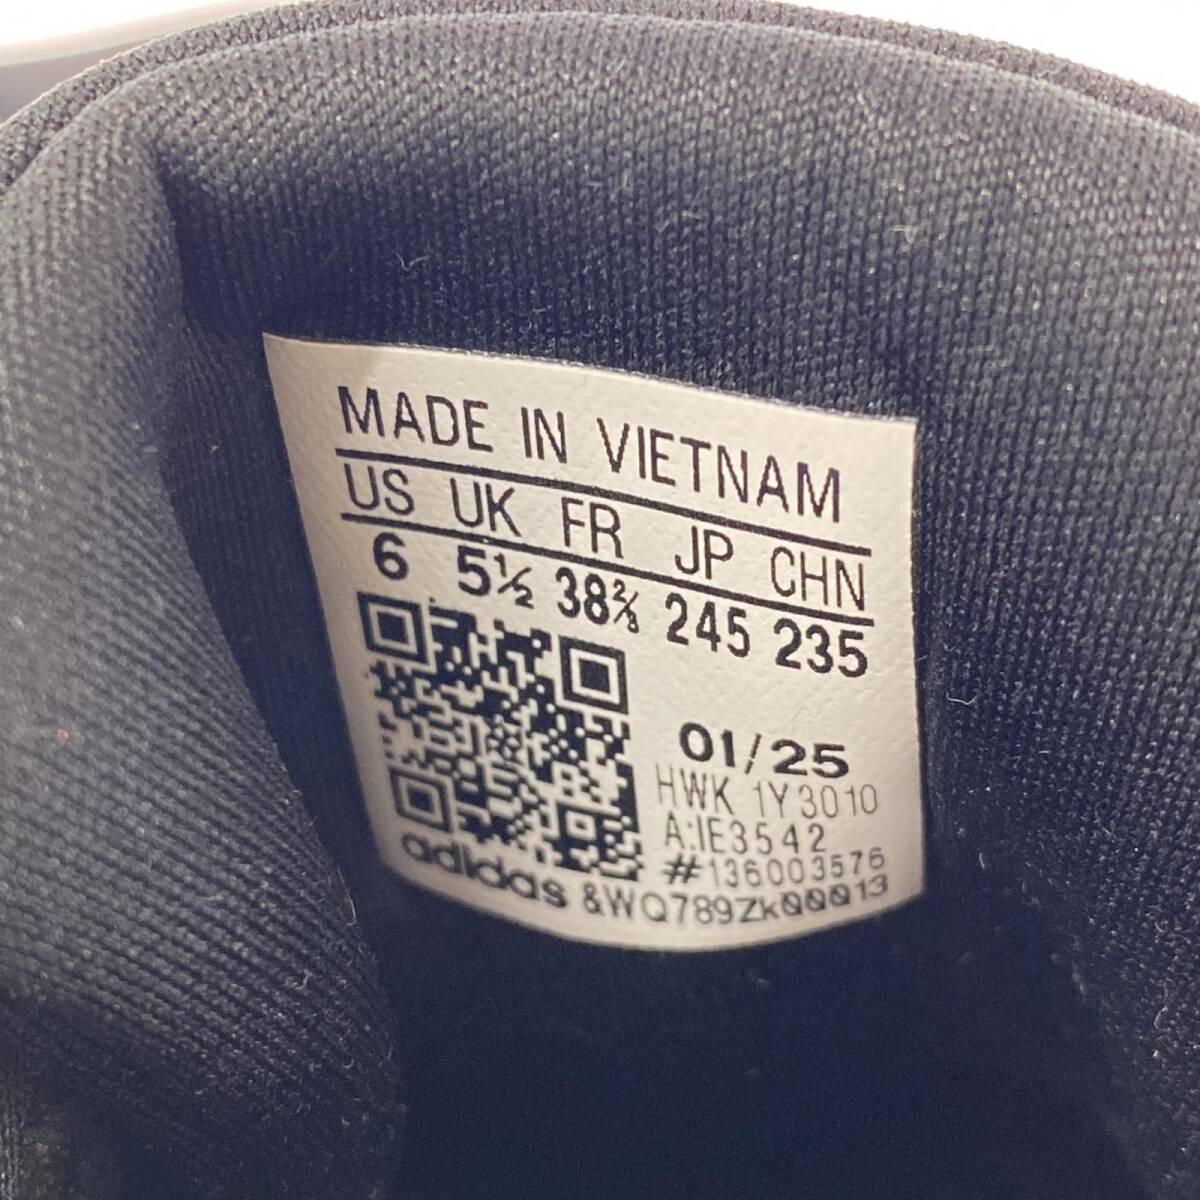 MADE IN VIETNAM
US UK FR JP CHN
6 5½ 38⅔ 245 235
01/25
HWK 1Y3010
A:IE3542
#136003576
adidas &WQ789Zk00013